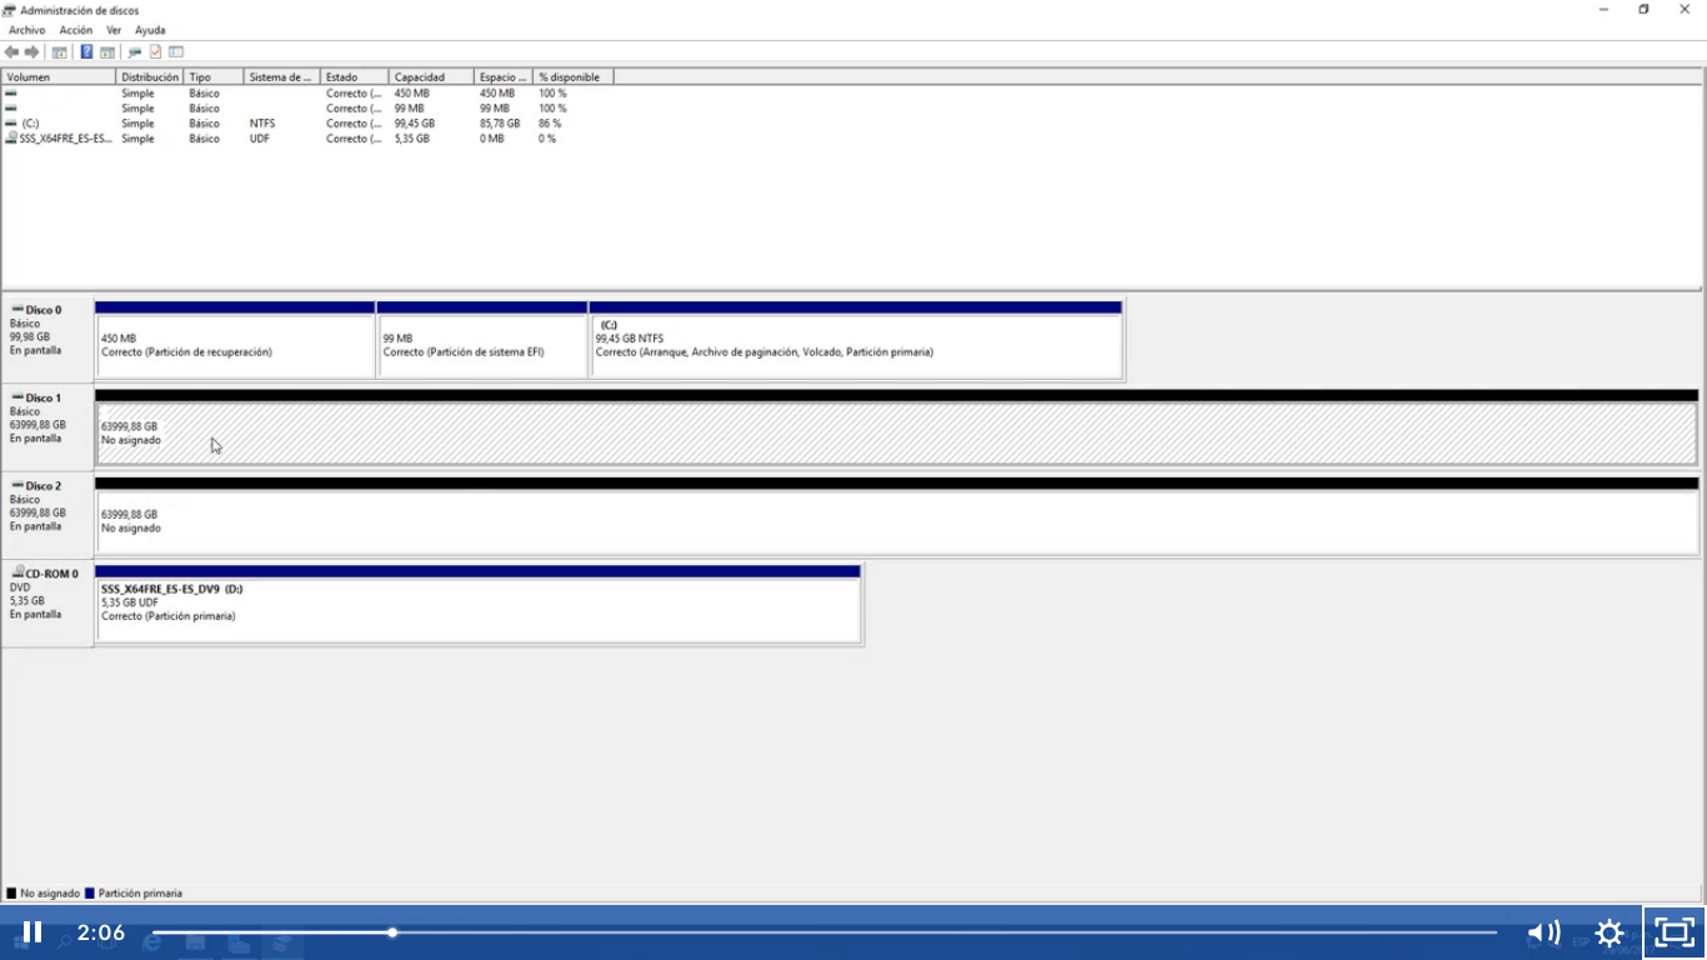 Administración de discos
Archivo Acción Ver Ayuda
Volumen Distribución Tipo Sistema de ... Estado Capacidad Espacio ... % disponible
Simple Básico Correcto (... 450 MB 450 MB 100 %
Simple Básico Correcto (... 99 MB 99 MB 100 %
(C:) Simple Básico NTFS Correcto (... 99,45 GB 85,78 GB 86 %
SSS_X64FRE_ES-ES... Simple Básico UDF Correcto (... 5,35 GB 0 MB 0 %
Disco 0
Básico
99,98 GB
En pantalla
450 MB
Correcto (Partición de recuperación)
99 MB
Correcto (Partición de sistema EFI)
(C:)
99,45 GB NTFS
Correcto (Arranque, Archivo de paginación, Volcado, Partición primaria)
Disco 1
Básico
63999,88 GB
En pantalla
63999,88 GB
No asignado
Disco 2
Básico
63999,88 GB
En pantalla
63999,88 GB
No asignado
CD-ROM 0
DVD
5,35 GB
En pantalla
SSS_X64FRE_ES-ES_DV9 (D:)
5,35 GB UDF
Correcto (Partición primaria)
No asignado Partición primaria
2:06
ESP